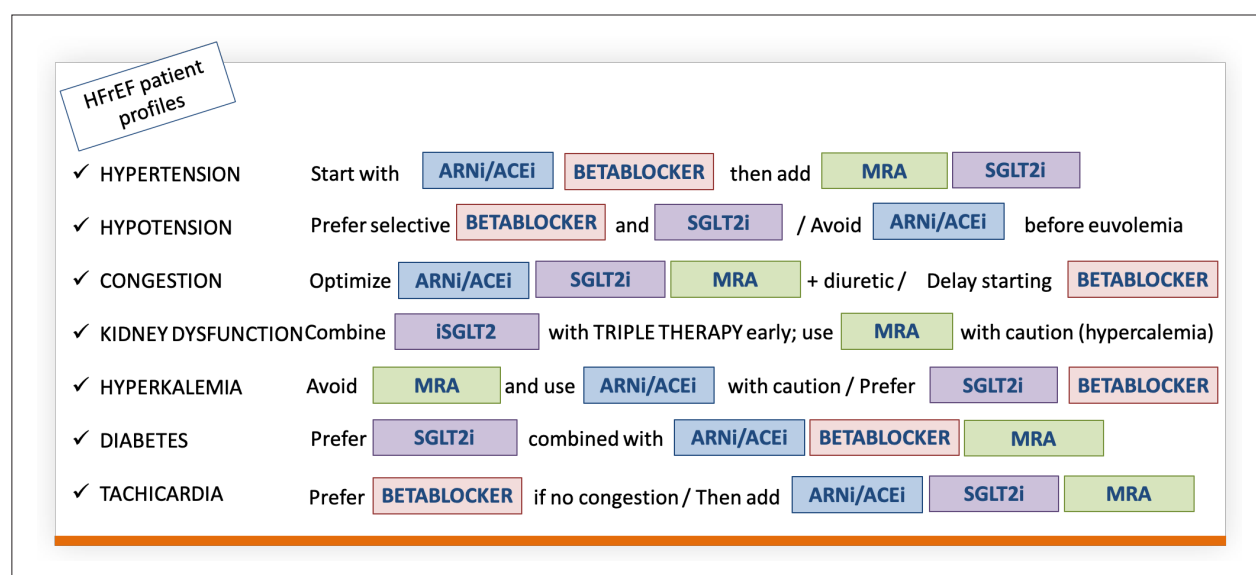 HFrEF patient
profiles
✓ HYPERTENSION Start with ARNi/ACEi BETABLOCKER then add MRA SGLT2i
✓ HYPOTENSION Prefer selective BETABLOCKER and SGLT2i / Avoid ARNi/ACEi before euvolemia
✓ CONGESTION Optimize ARNi/ACEi SGLT2i MRA + diuretic / Delay starting BETABLOCKER
✓ KIDNEY DYSFUNCTION Combine iSGLT2 with TRIPLE THERAPY early; use MRA with caution (hypercalemia)
✓ HYPERKALEMIA Avoid MRA and use ARNi/ACEi with caution / Prefer SGLT2i BETABLOCKER
✓ DIABETES Prefer SGLT2i combined with ARNi/ACEi BETABLOCKER MRA
✓ TACHICARDIA Prefer BETABLOCKER if no congestion / Then add ARNi/ACEi SGLT2i MRA